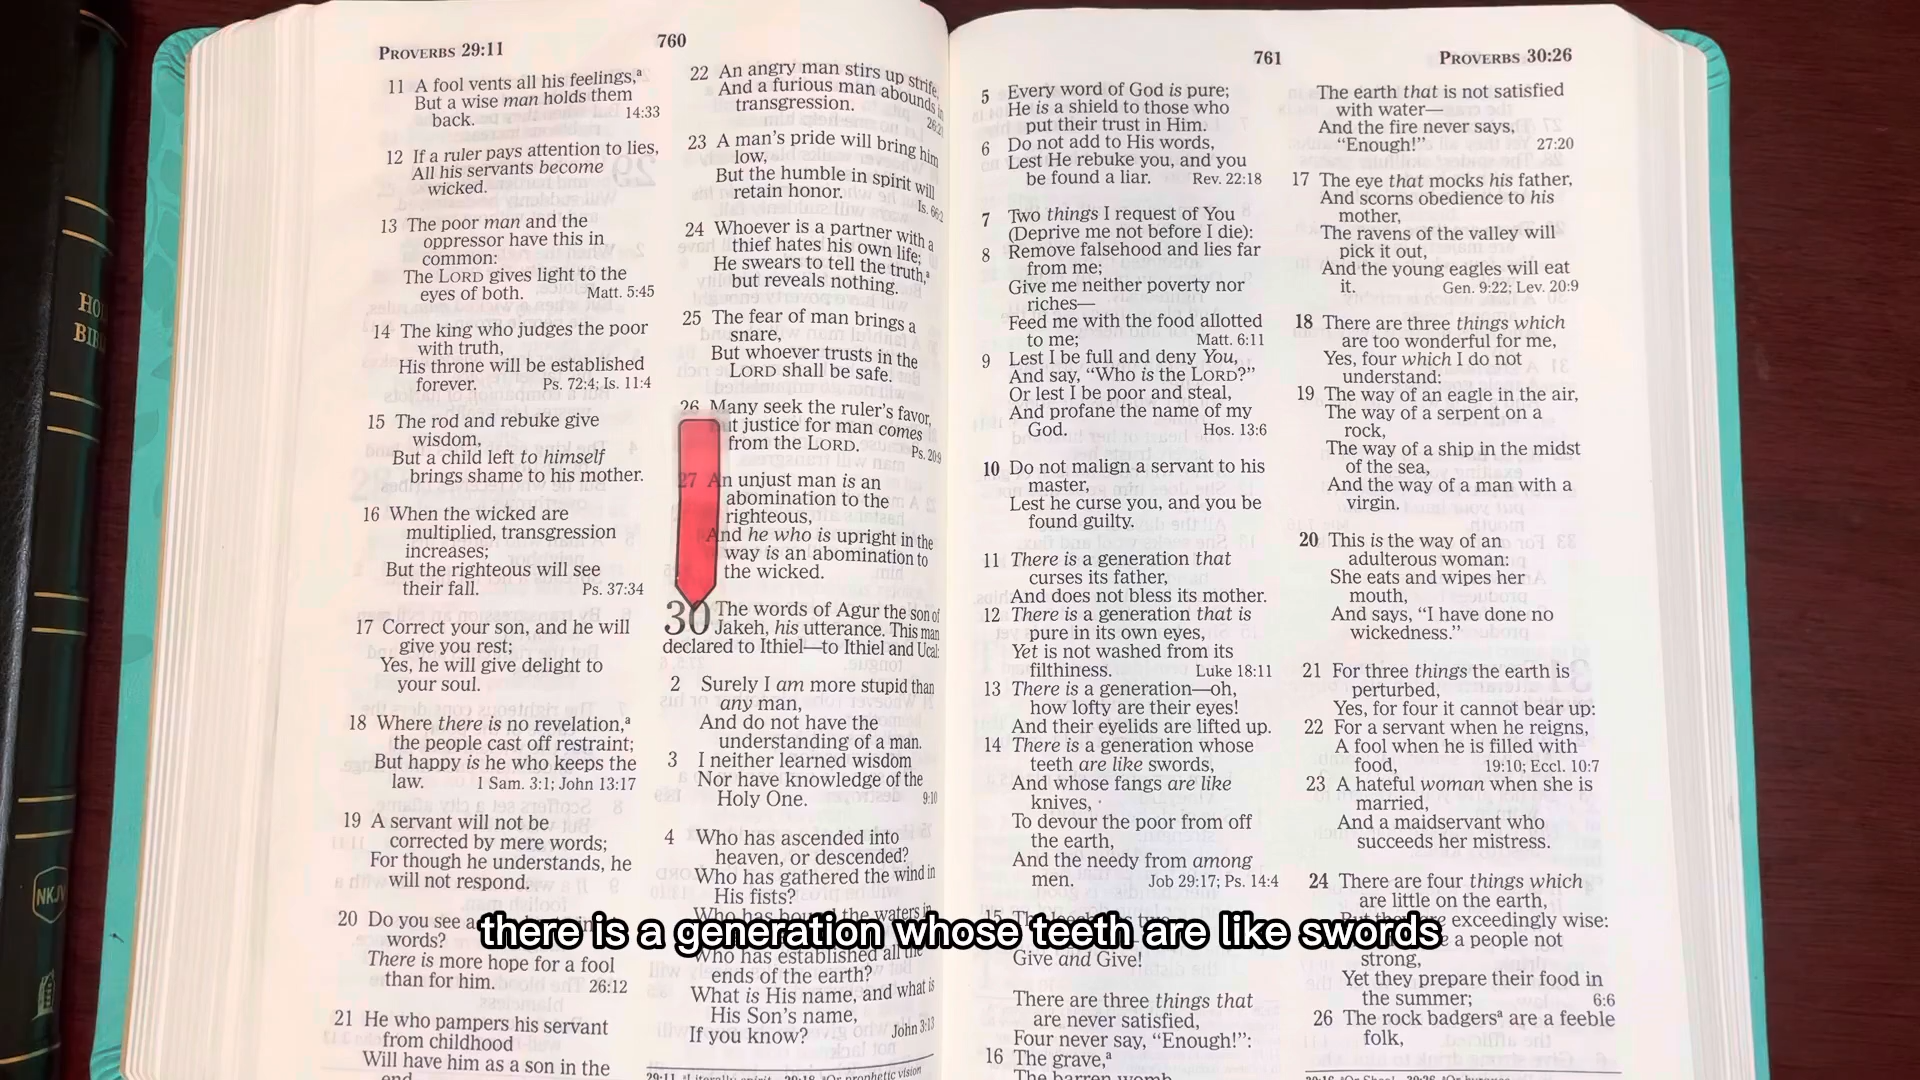 HO
BIB
NKJV
PROVERBS 29:11
760
11 A fool vents all his feelings,ᵃ
But a wise man holds them
back. 14:33
12 If a ruler pays attention to lies,
All his servants become
wicked.
13 The poor man and the
oppressor have this in
common:
The LORD gives light to the
eyes of both. Matt. 5:45
14 The king who judges the poor
with truth,
His throne will be established
forever. Ps. 72:4; Is. 11:4
15 The rod and rebuke give
wisdom,
But a child left to himself
brings shame to his mother.
16 When the wicked are
multiplied, transgression
increases;
But the righteous will see
their fall. Ps. 37:34
17 Correct your son, and he will
give you rest;
Yes, he will give delight to
your soul.
18 Where there is no revelation,ᵃ
the people cast off restraint;
But happy is he who keeps the
law. 1 Sam. 3:1; John 13:17
19 A servant will not be
corrected by mere words;
For though he understands, he
will not respond.
20 Do you see a
words?
There is more hope for a fool
than for him. 26:12
21 He who pampers his servant
from childhood
Will have him as a son in the
end.
22 An angry man stirs up strife,
And a furious man abounds in
transgression.
23 A man's pride will bring him
low,
But the humble in spirit will
retain honor. Is. 66:2
24 Whoever is a partner with a
thief hates his own life;
He swears to tell the truth,ᵃ
but reveals nothing.
25 The fear of man brings a
snare,
But whoever trusts in the
LORD shall be safe.
26 Many seek the ruler's favor,
ut justice for man comes
from the LORD. Ps. 20:9
27 An unjust man is an
abomination to the
righteous,
And he who is upright in the
way is an abomination to
the wicked.
30 The words of Agur the son of
Jakeh, his utterance. This man
declared to Ithiel—to Ithiel and Ucal:
2 Surely I am more stupid than
any man,
And do not have the
understanding of a man.
3 I neither learned wisdom
Nor have knowledge of the
Holy One. 9:10
4 Who has ascended into
heaven, or descended?
Who has gathered the wind in
His fists?
Who has bound the waters in
Who has established all the
ends of the earth?
What is His name, and what is
His Son's name,
If you know? John 3:13
761
PROVERBS 30:26
5 Every word of God is pure;
He is a shield to those who
put their trust in Him.
6 Do not add to His words,
Lest He rebuke you, and you
be found a liar. Rev. 22:18
7 Two things I request of You
(Deprive me not before I die):
8 Remove falsehood and lies far
from me;
Give me neither poverty nor
riches—
Feed me with the food allotted
to me; Matt. 6:11
9 Lest I be full and deny You,
And say, "Who is the LORD?"
Or lest I be poor and steal,
And profane the name of my
God. Hos. 13:6
10 Do not malign a servant to his
master,
Lest he curse you, and you be
found guilty.
11 There is a generation that
curses its father,
And does not bless its mother.
12 There is a generation that is
pure in its own eyes,
Yet is not washed from its
filthiness. Luke 18:11
13 There is a generation—oh,
how lofty are their eyes!
And their eyelids are lifted up.
14 There is a generation whose
teeth are like swords,
And whose fangs are like
knives,
To devour the poor from off
the earth,
And the needy from among
men. Job 29:17; Ps. 14:4
15
Give and Give!
There are three things that
are never satisfied,
Four never say, "Enough!":
16 The grave,ᵃ
The barren womb,
The earth that is not satisfied
with water—
And the fire never says,
"Enough!" 27:20
17 The eye that mocks his father,
And scorns obedience to his
mother,
The ravens of the valley will
pick it out,
And the young eagles will eat
it. Gen. 9:22; Lev. 20:9
18 There are three things which
are too wonderful for me,
Yes, four which I do not
understand:
19 The way of an eagle in the air,
The way of a serpent on a
rock,
The way of a ship in the midst
of the sea,
And the way of a man with a
virgin.
20 This is the way of an
adulterous woman:
She eats and wipes her
mouth,
And says, "I have done no
wickedness."
21 For three things the earth is
perturbed,
Yes, for four it cannot bear up:
22 For a servant when he reigns,
A fool when he is filled with
food, 19:10; Eccl. 10:7
23 A hateful woman when she is
married,
And a maidservant who
succeeds her mistress.
24 There are four things which
are little on the earth,
But they are exceedingly wise:
a people not
strong,
Yet they prepare their food in
the summer; 6:6
26 The rock badgersᵃ are a feeble
folk,
there is a generation whose teeth are like swords